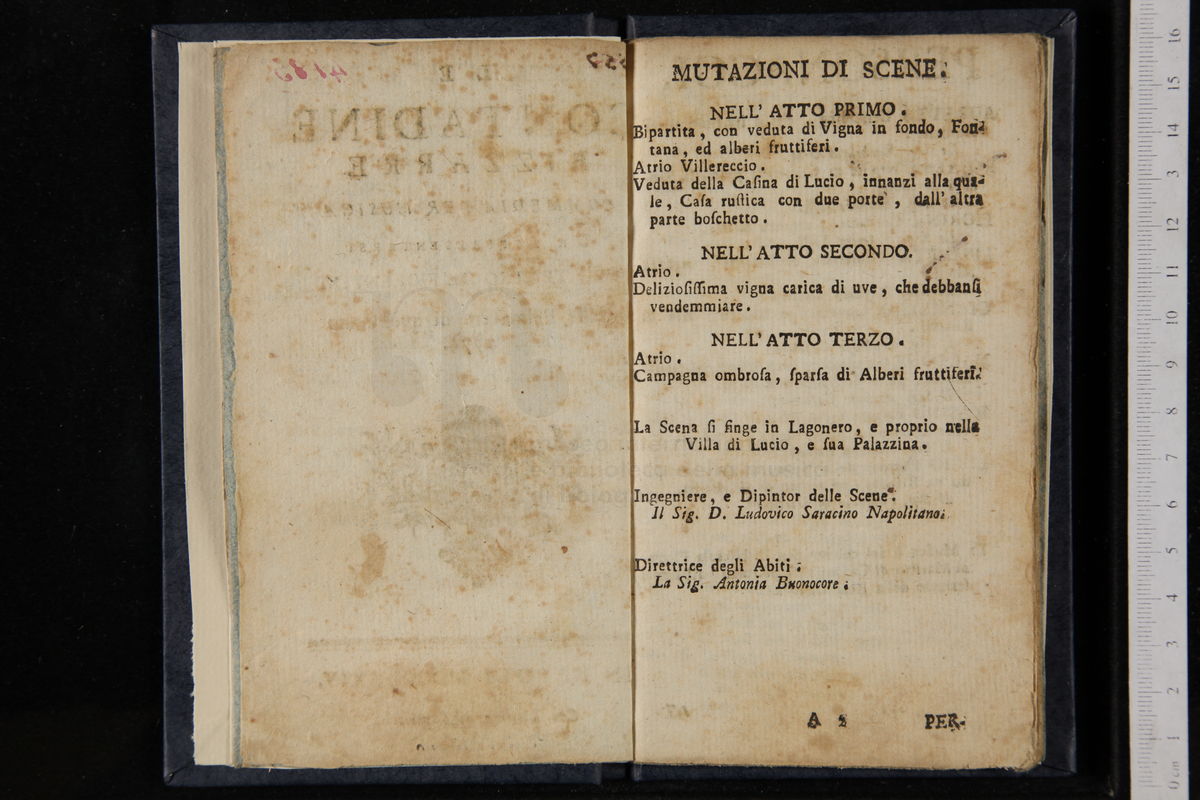 MUTAZIONI DI SCENE.
NELL' ATTO PRIMO.
Bipartita, con veduta di Vigna in fondo, Fon-
tana, ed alberi fruttiferi.
Atrio Villereccio.
Veduta della Caſina di Lucio, innanzi alla qua-
le, Caſa ruſtica con due porte, dall' altra
parte boſchetto.
NELL' ATTO SECONDO.
Atrio.
Delizioſiſſima vigna carica di uve, che debbanſi
vendemmiare.
NELL' ATTO TERZO.
Atrio.
Campagna ombroſa, ſparſa di Alberi fruttiferi.
La Scena ſi finge in Lagonero, e proprio nella
Villa di Lucio, e ſua Palazzina.
Ingegniere, e Dipintor delle Scene.
Il Sig. D. Ludovico Saracino Napolitano.
Direttrice degli Abiti:
La Sig. Antonia Buonocore.
A 2 PER-